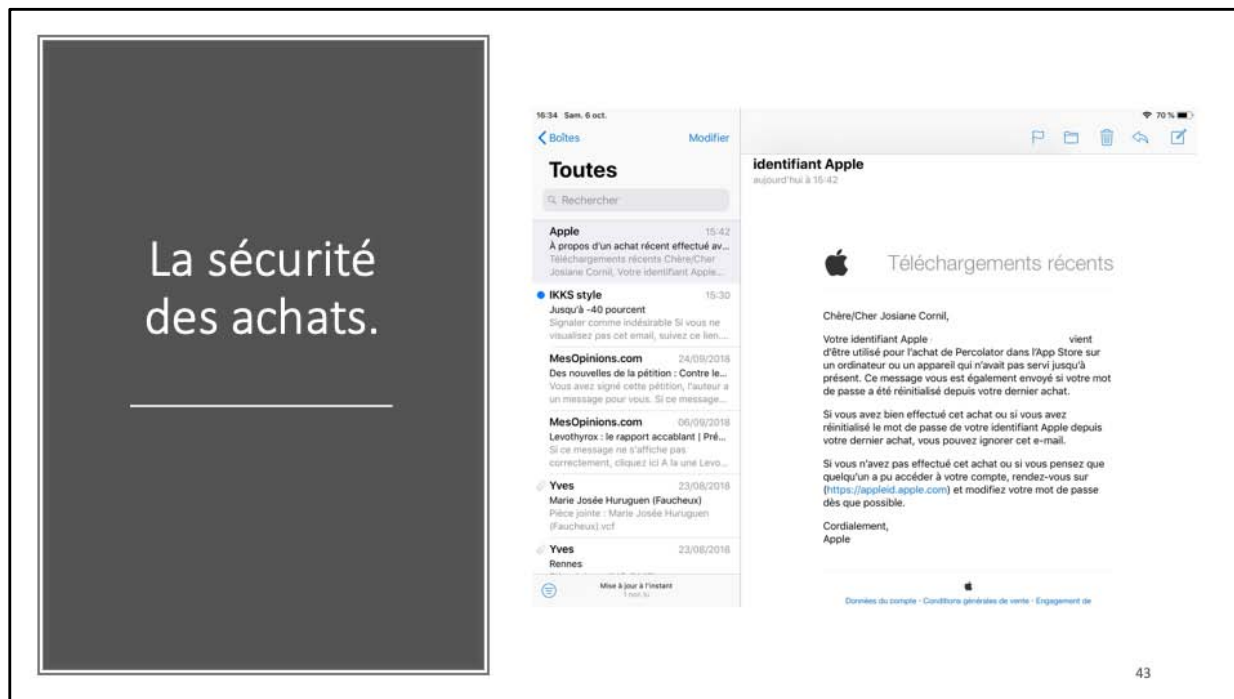 La sécurité
des achats.
16:34 Sam. 6 oct.
70 %
Boîtes
Modifier
Toutes
Rechercher
Apple 15:42
À propos d'un achat récent effectué av...
Téléchargements récents Chère/Cher
Josiane Cornil, Votre identifiant Apple...
IKKS style 15:30
Jusqu'à -40 pourcent
Signaler comme indésirable Si vous ne
visualisez pas cet email, suivez ce lien....
MesOpinions.com 24/09/2018
Des nouvelles de la pétition : Contre le...
Vous avez signé cette pétition, l'auteur a
un message pour vous. Si ce message...
MesOpinions.com 06/09/2018
Levothyrox : le rapport accablant | Pré...
Si ce message ne s'affiche pas
correctement, cliquez ici A la une Levo...
Yves 23/08/2018
Marie Josée Huruguen (Faucheux)
Pièce jointe : Marie Josée Huruguen
(Faucheux) vcf
Yves 23/08/2018
Rennes
Mise à jour à l'instant
1 non lu
identifiant Apple
aujourd'hui à 15:42
Téléchargements récents
Chère/Cher Josiane Cornil,
Votre identifiant Apple vient
d'être utilisé pour l'achat de Percolator dans l'App Store sur
un ordinateur ou un appareil qui n'avait pas servi jusqu'à
présent. Ce message vous est également envoyé si votre mot
de passe a été réinitialisé depuis votre dernier achat.
Si vous avez bien effectué cet achat ou si vous avez
réinitialisé le mot de passe de votre identifiant Apple depuis
votre dernier achat, vous pouvez ignorer cet e-mail.
Si vous n'avez pas effectué cet achat ou si vous pensez que
quelqu'un a pu accéder à votre compte, rendez-vous sur
(https://appleid.apple.com) et modifiez votre mot de passe
dès que possible.
Cordialement,
Apple
Données du compte • Conditions générales de vente • Engagement de
43